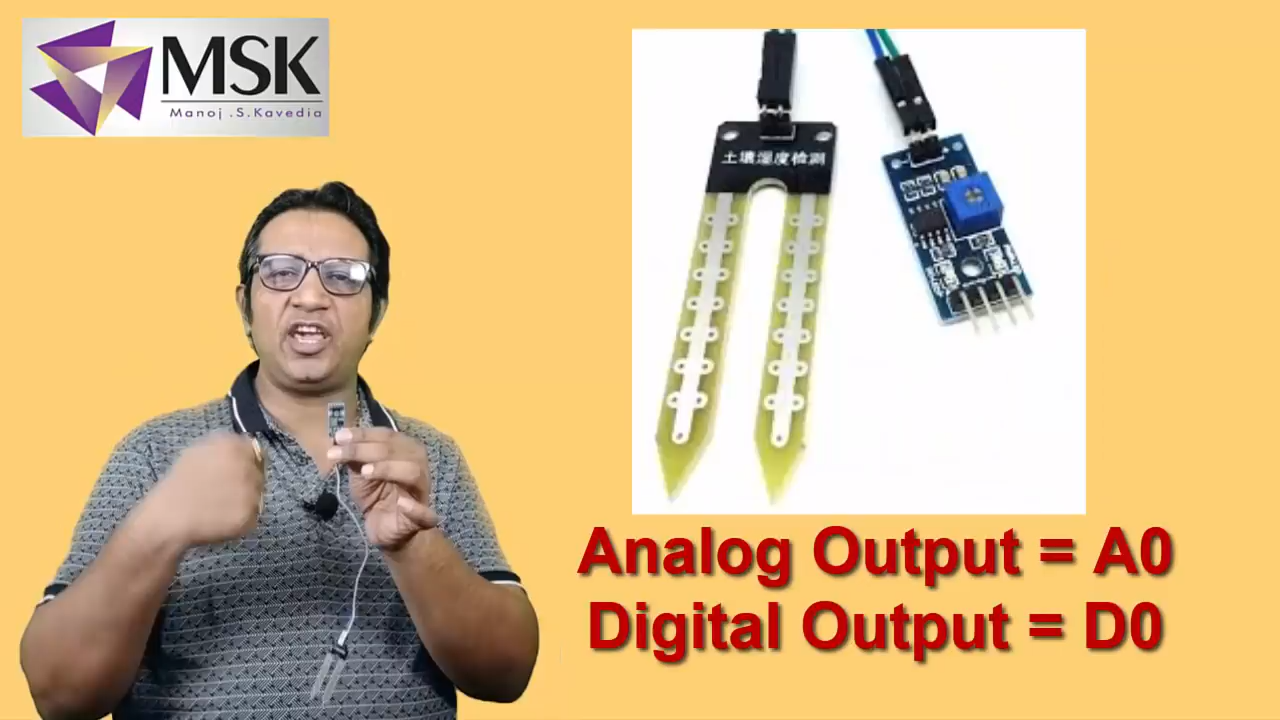 MSK
Manoj .S.Kavedia
土壤湿度检测
Analog Output = A0
Digital Output = D0